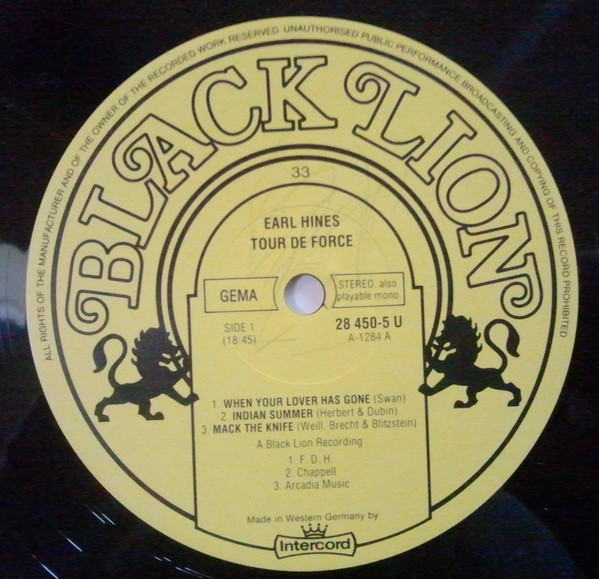 ALL RIGHTS OF THE MANUFACTURER AND OF THE OWNER OF THE RECORDED WORK RESERVED UNAUTHORISED PUBLIC PERFORMANCE BROADCASTING AND COPYING OF THIS RECORD PROHIBITED
BLACK LION
33
EARL HINES
TOUR DE FORCE
GEMA
STEREO, also
playable mono
SIDE 1
28 450-5 U
(18:45)
A-1284 A
1. WHEN YOUR LOVER HAS GONE (Swan)
2. INDIAN SUMMER (Herbert & Dubin)
3. MACK THE KNIFE (Weill, Brecht & Blitzstein)
A Black Lion Recording
1. F. D. H.
2. Chappell
3. Arcadia Music
Made in Western Germany by
Intercord